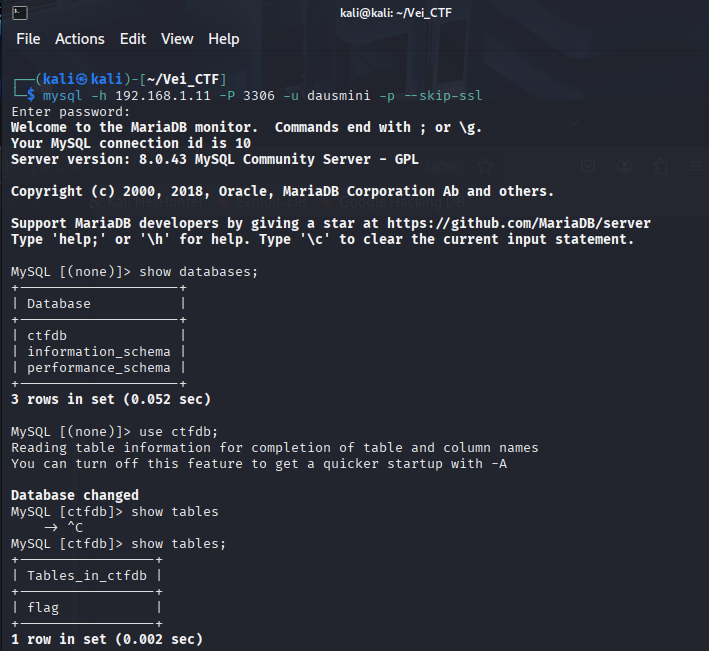 kali@kali: ~/Vei_CTF
File Actions Edit View Help
┌──(kali㉿kali)-[~/Vei_CTF]
└─$ mysql -h 192.168.1.11 -P 3306 -u dausmini -p --skip-ssl
Enter password:
Welcome to the MariaDB monitor.  Commands end with ; or \g.
Your MySQL connection id is 10
Server version: 8.0.43 MySQL Community Server - GPL
Copyright (c) 2000, 2018, Oracle, MariaDB Corporation Ab and others.
Support MariaDB developers by giving a star at https://github.com/MariaDB/server
Type 'help;' or '\h' for help. Type '\c' to clear the current input statement.
MySQL [(none)]> show databases;
+--------------------+
| Database           |
+--------------------+
| ctfdb              |
| information_schema |
| performance_schema |
+--------------------+
3 rows in set (0.052 sec)
MySQL [(none)]> use ctfdb;
Reading table information for completion of table and column names
You can turn off this feature to get a quicker startup with -A
Database changed
MySQL [ctfdb]> show tables
    -> ^C
MySQL [ctfdb]> show tables;
+-----------------+
| Tables_in_ctfdb |
+-----------------+
| flag            |
+-----------------+
1 row in set (0.002 sec)